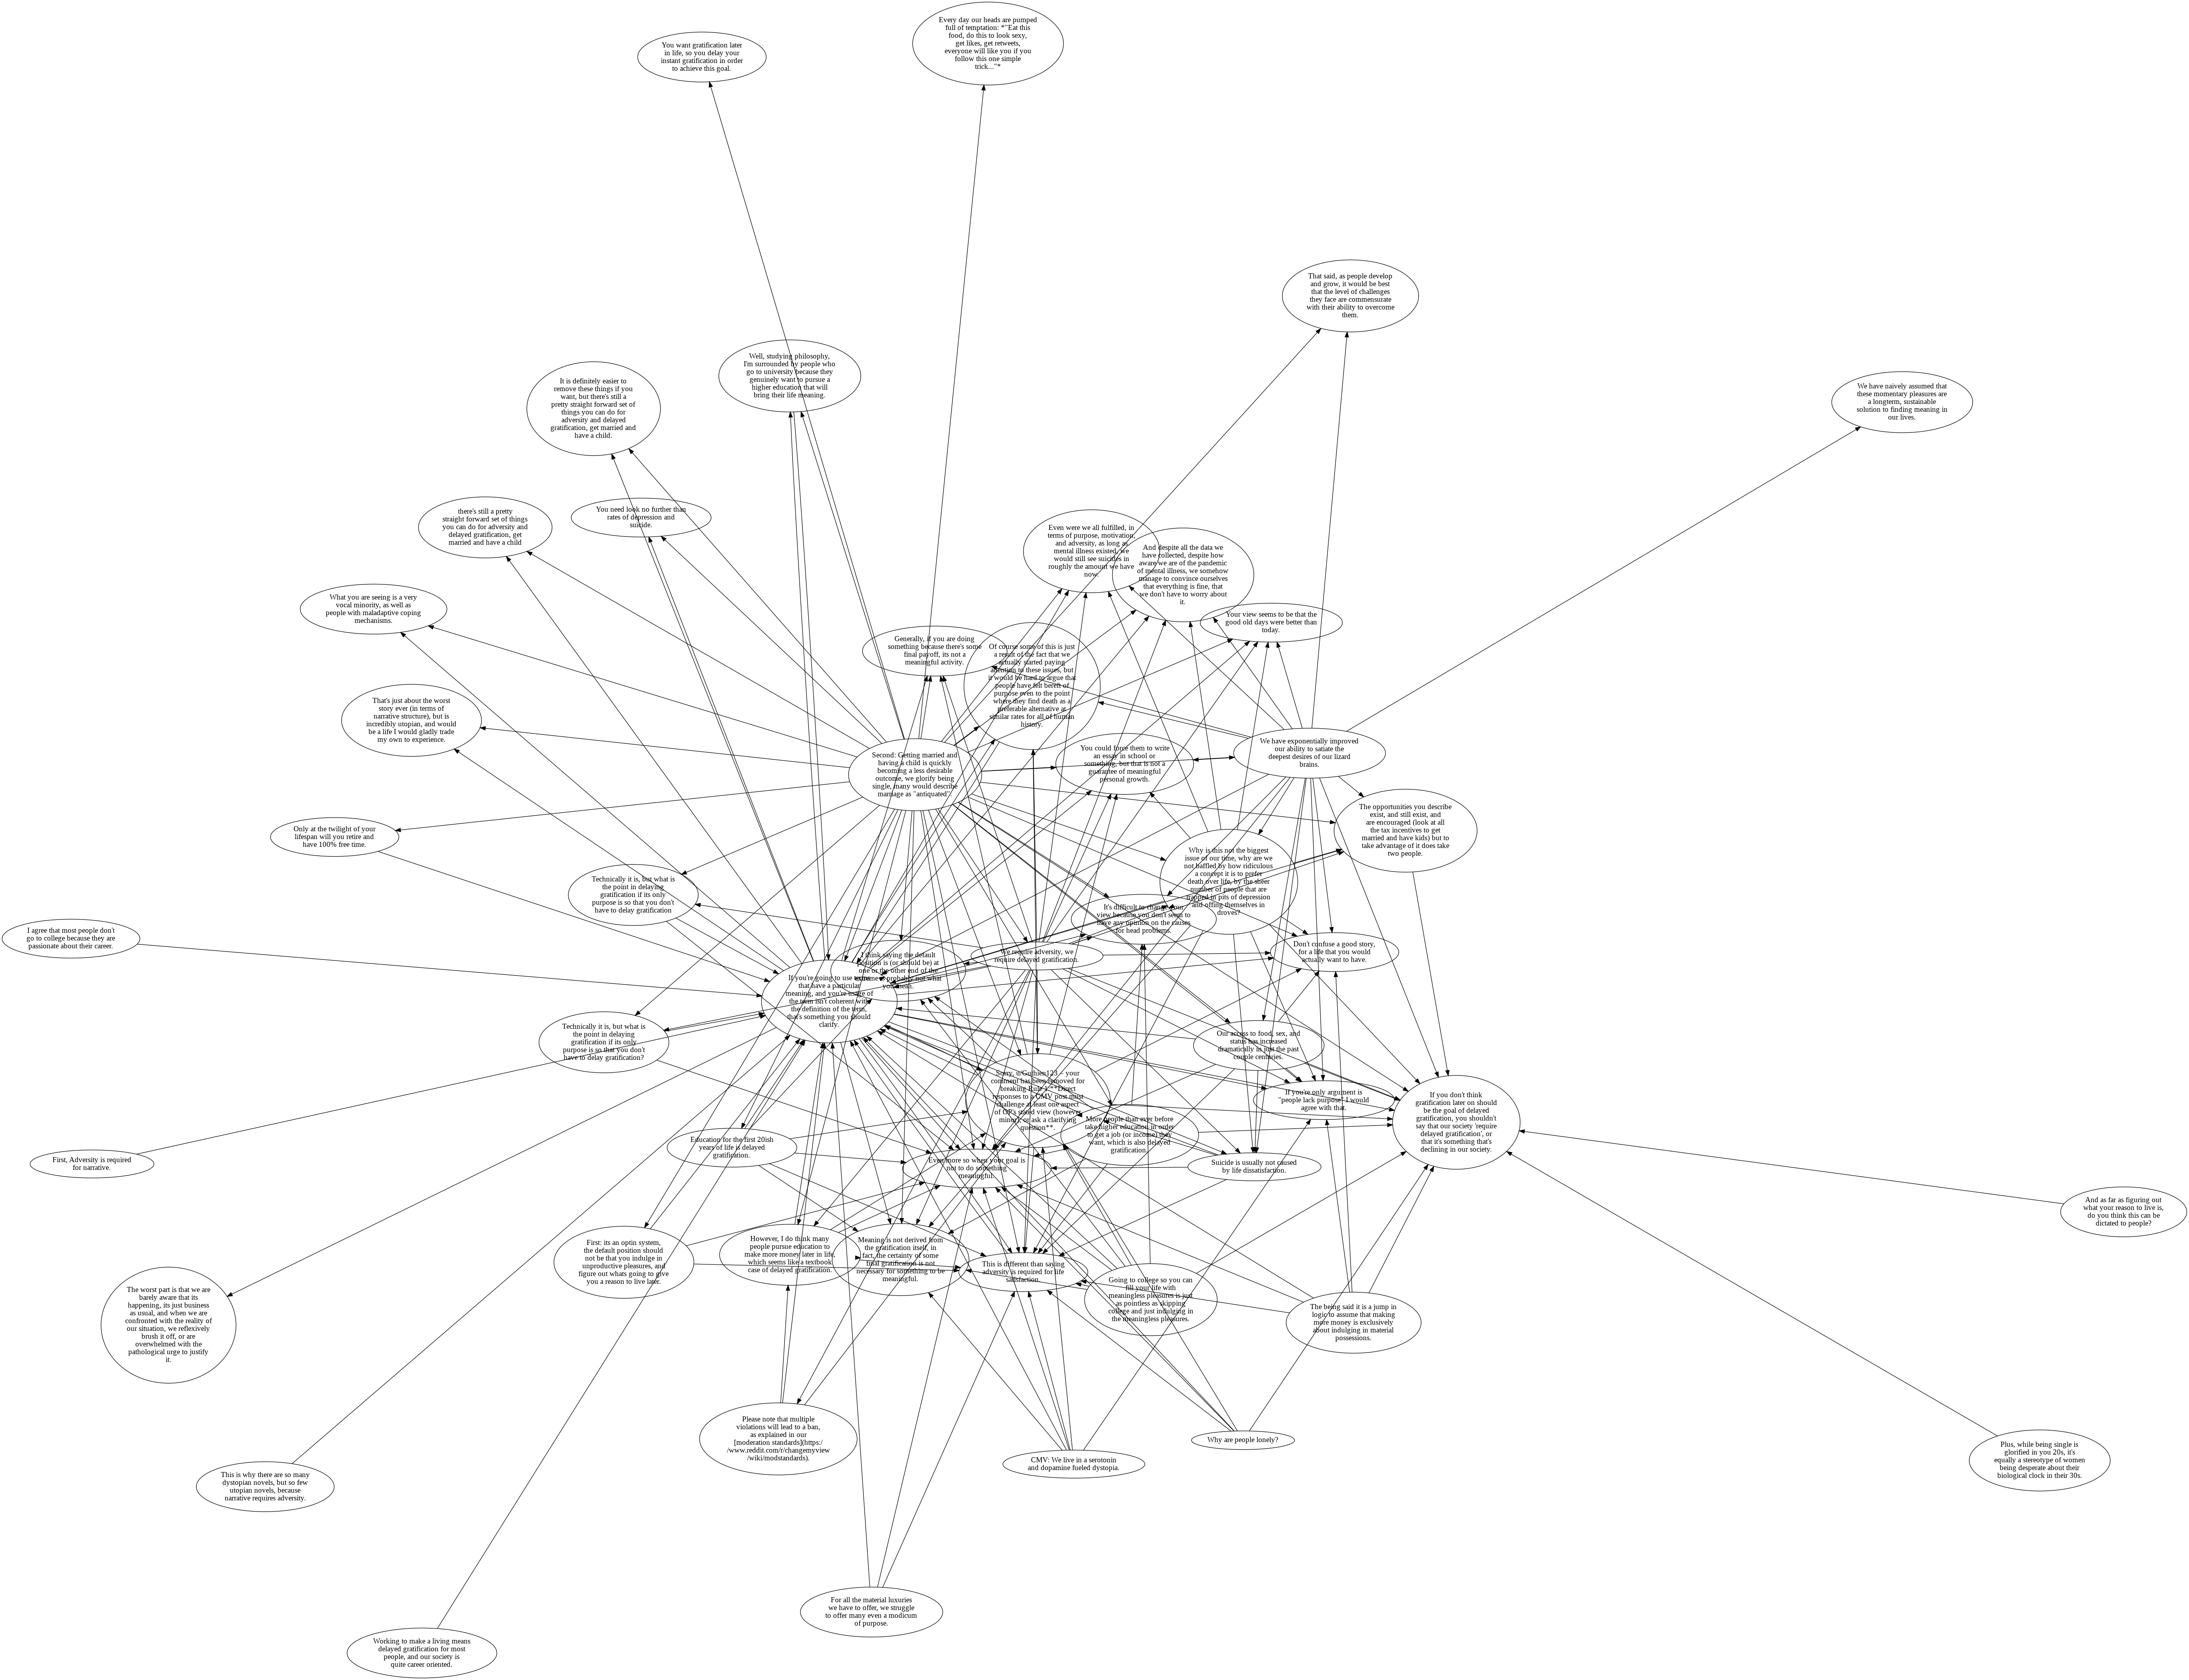 Every day our heads are pumped
full of temptation: *"Eat this
food, do this to look sexy,
get likes, get retweets,
everyone will like you if you
follow this one simple
trick..."*
You want gratification later
in life, so you delay your
instant gratification in order
to achieve this goal.
That said, as people develop
and grow, it would be best
that the level of challenges
they face are commensurate
with their ability to overcome
them.
Well, studying philosophy,
I'm surrounded by people who
go to university because they
genuinely want to pursue a
higher education that will
bring their life meaning.
It is definitely easier to
remove these things if you
want, but there's still a
pretty straight forward set of
things you can do for
adversity and delayed
gratification, get married and
have a child.
We have naively assumed that
these momentary pleasures are
a longterm, sustainable
solution to finding meaning in
our lives.
there's still a pretty
straight forward set of things
you can do for adversity and
delayed gratification, get
married and have a child
You need look no further than
rates of depression and
suicide.
Even were we all fulfilled, in
terms of purpose, motivation,
and adversity, as long as
mental illness existed, we
would still see suicides in
roughly the amount we have
now.
And despite all the data we
have collected, despite how
aware we are of the pandemic
of mental illness, we somehow
manage to convince ourselves
that everything is fine, that
we don't have to worry about
it.
What you are seeing is a very
vocal minority, as well as
people with maladaptive coping
mechanisms.
Your view seems to be that the
good old days were better than
today.
Generally, if you are doing
something because there's some
final payoff, its not a
meaningful activity.
Of course some of this is just
a result of the fact that we
actually started paying
attention to these issues, but
it would be hard to argue that
people have felt bereft of
purpose even to the point
where they find death as a
preferable alternative at
similar rates for all of human
history.
That's just about the worst
story ever (in terms of
narrative structure), but is
incredibly utopian, and would
be a life I would gladly trade
my own to experience.
Second: Getting married and
having a child is quickly
becoming a less desirable
outcome, we glorify being
single, many would describe
marriage as "antiquated".
You could force them to write
an essay in school or
something, but that is not a
guarantee of meaningful
personal growth.
We have exponentially improved
our ability to satiate the
deepest desires of our lizard
brains.
The opportunities you describe
exist, and still exist, and
are encouraged (look at all
the tax incentives to get
married and have kids) but to
take advantage of it does take
two people.
Only at the twilight of your
lifespan will you retire and
have 100% free time.
Technically it is, but what is
the point in delaying
gratification if its only
purpose is so that you don't
have to delay gratification
Why is this not the biggest
issue of our time, why are we
not baffled by how ridiculous
a concept it is to prefer
death over life, by the sheer
number of people that are
trapped in pits of depression
and offing themselves in
droves?
It's difficult to change your
view because you don't seem to
have any opinion on the causes
for head problems.
I agree that most people don't
go to college because they are
passionate about their career.
We require adversity, we
require delayed gratification.
Don't confuse a good story,
for a life that you would
actually want to have.
I think saying the default
position is (or should be) at
one or the other end of the
probably not what
you mean.
If you're going to use terms
that have a particular
meaning, and you're usage of
the term isn't coherent with
the definition of the term,
that's something you should
clarify.
Technically it is, but what is
the point in delaying
gratification if its only
purpose is so that you don't
have to delay gratification?
Our access to food, sex, and
status has increased
dramatically in just the past
couple centuries.
Sorry, – your
comment has been removed for
breaking Rule 1: **Direct
responses to a CMV post must
challenge at least one aspect
of OP's stated view (however
minor), or ask a clarifying
question**.
If you're only argument is
"people lack purpose" I would
agree with that.
If you don't think
gratification later on should
be the goal of delayed
gratification, you shouldn't
say that our society 'require
delayed gratification', or
that it's something that's
declining in our society.
More people than ever before
take higher education in order
to get a job (or income) they
want, which is also delayed
gratification.
Education for the first 20ish
years of life is delayed
gratification.
First, Adversity is required
for narrative.
Even more so when your goal is
not to do something
meaningful.
Suicide is usually not caused
by life dissatisfaction.
And as far as figuring out
what your reason to live is,
do you think this can be
dictated to people?
First: its an optin system,
the default position should
not be that you indulge in
unproductive pleasures, and
figure out whats going to give
you a reason to live later.
However, I do think many
people pursue education to
make more money later in life,
which seems like a textbook
case of delayed gratification.
Meaning is not derived from
the gratification itself, in
fact, the certainty of some
final gratification is not
necessary for something to be
meaningful.
This is different than saying
adversity is required for life
satisfaction.
Going to college so you can
fill your life with
meaningless pleasures is just
as pointless as skipping
college and just indulging in
the meaningless pleasures.
The being said it is a jump in
logic to assume that making
more money is exclusively
about indulging in material
possessions.
The worst part is that we are
barely aware that its
happening, its just business
as usual, and when we are
confronted with the reality of
our situation, we reflexively
brush it off, or are
overwhelmed with the
pathological urge to justify
it.
Please note that multiple
violations will lead to a ban,
as explained in our
[moderation standards](https:/
/www.reddit.com/r/changemyview
/wiki/modstandards).
Why are people lonely?
CMV: We live in a serotonin
and dopamine fueled dystopia.
Plus, while being single is
glorified in you 20s, it's
equally a stereotype of women
being desperate about their
biological clock in their 30s.
This is why there are so many
dystopian novels, but so few
utopian novels, because
narrative requires adversity.
For all the material luxuries
we have to offer, we struggle
to offer many even a modicum
of purpose.
Working to make a living means
delayed gratification for most
people, and our society is
quite career oriented.